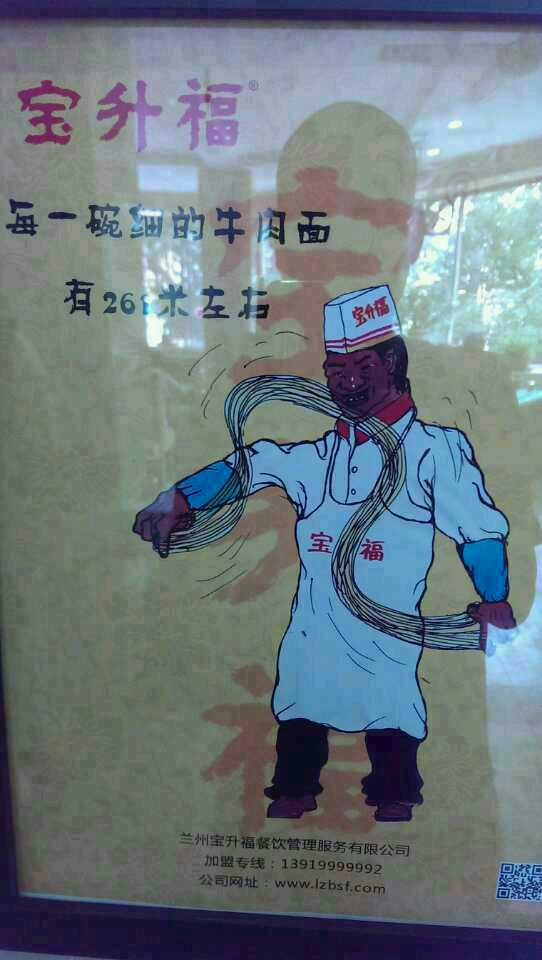 宝升福®
每一碗细的牛肉面
有268米左右
宝升福
宝 福
兰州宝升福餐饮管理服务有限公司
加盟专线：13919999992
公司网址：www.lzbsf.com